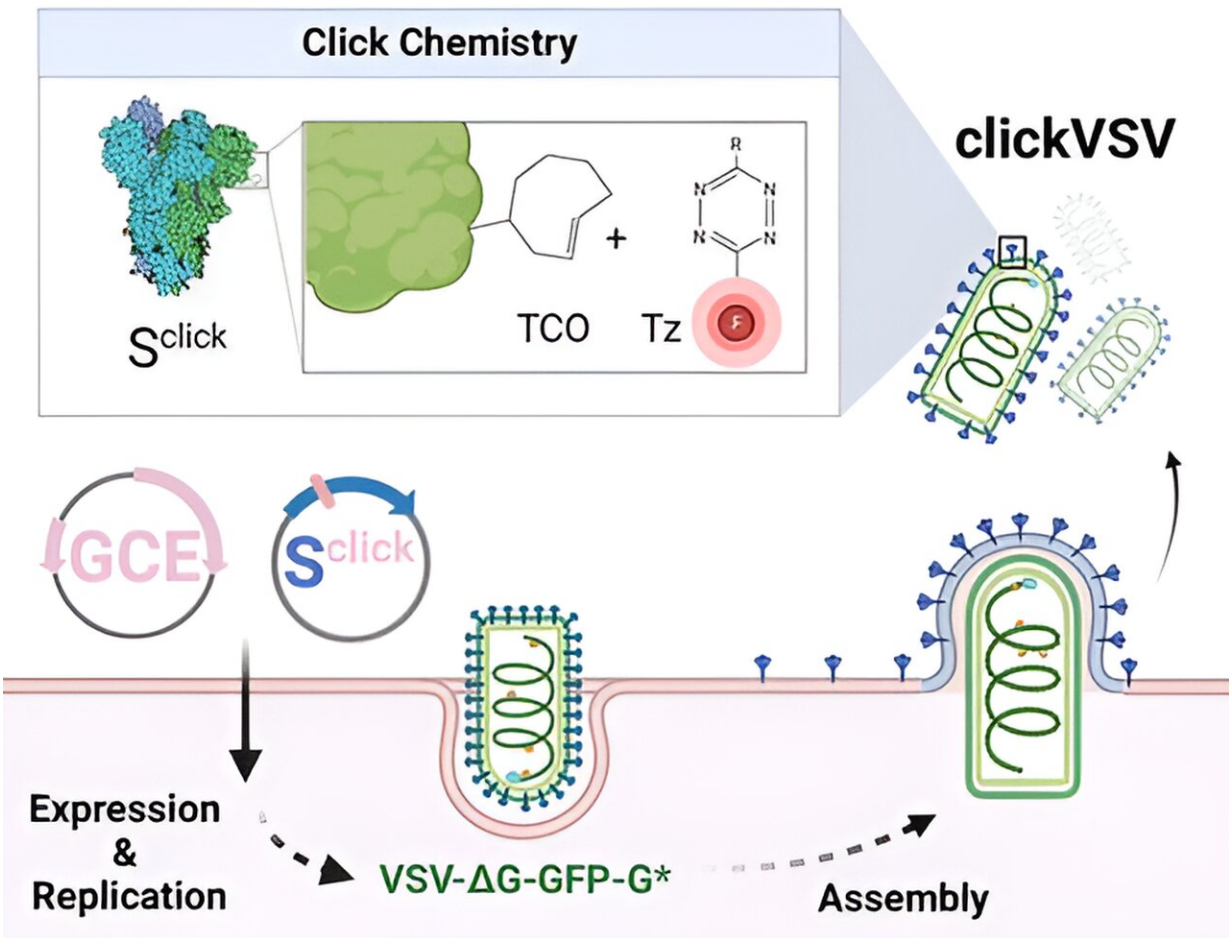 Click Chemistry
clickVSV
R
N N
N N
+
TCO Tz F
Sclick
GCE Sclick
Expression
&
Replication
VSV-ΔG-GFP-G*
Assembly